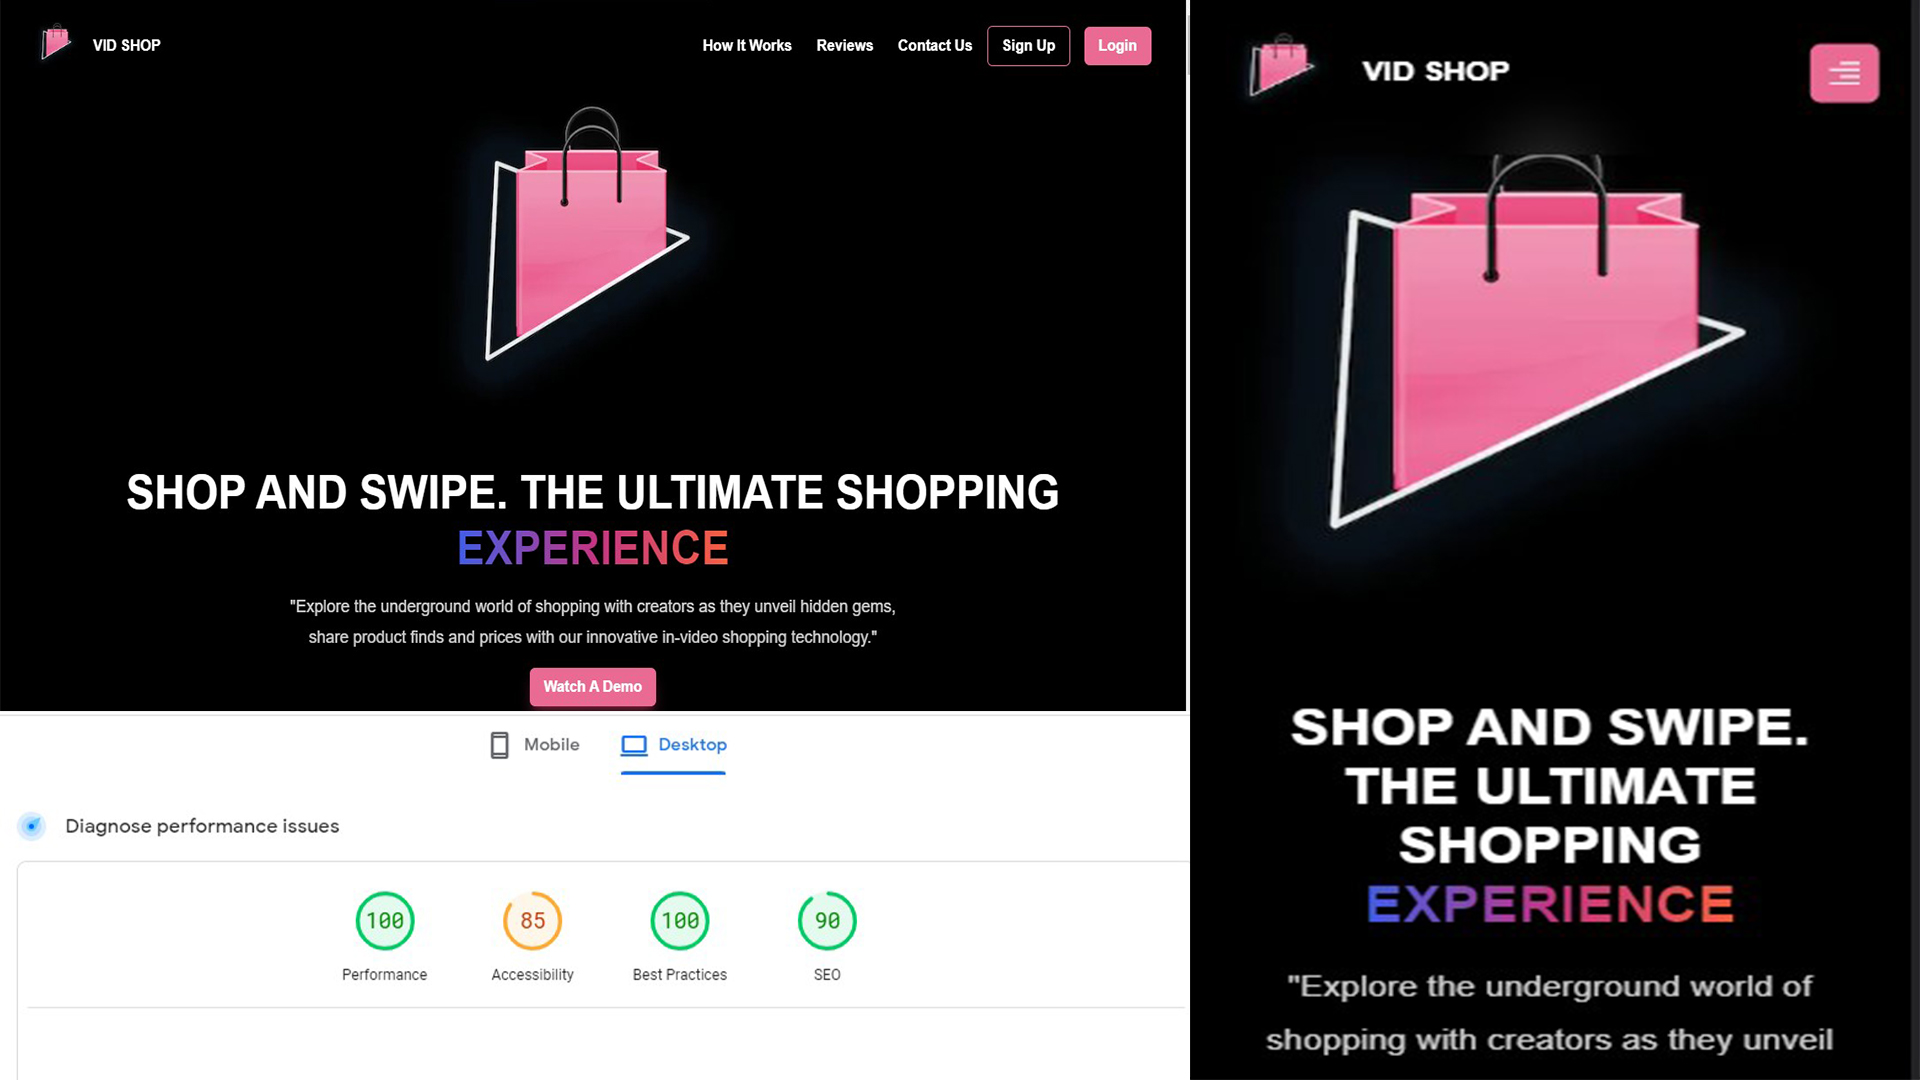 VID SHOP
How It Works
Reviews
Contact Us
Sign Up
Login
SHOP AND SWIPE. THE ULTIMATE SHOPPING
EXPERIENCE
"Explore the underground world of shopping with creators as they unveil hidden gems,
share product finds and prices with our innovative in-video shopping technology."
Watch A Demo
Mobile
Desktop
Diagnose performance issues
100
85
100
90
Performance
Accessibility
Best Practices
SEO
VID SHOP
SHOP AND SWIPE.
THE ULTIMATE
SHOPPING
EXPERIENCE
"Explore the underground world of
shopping with creators as they unveil